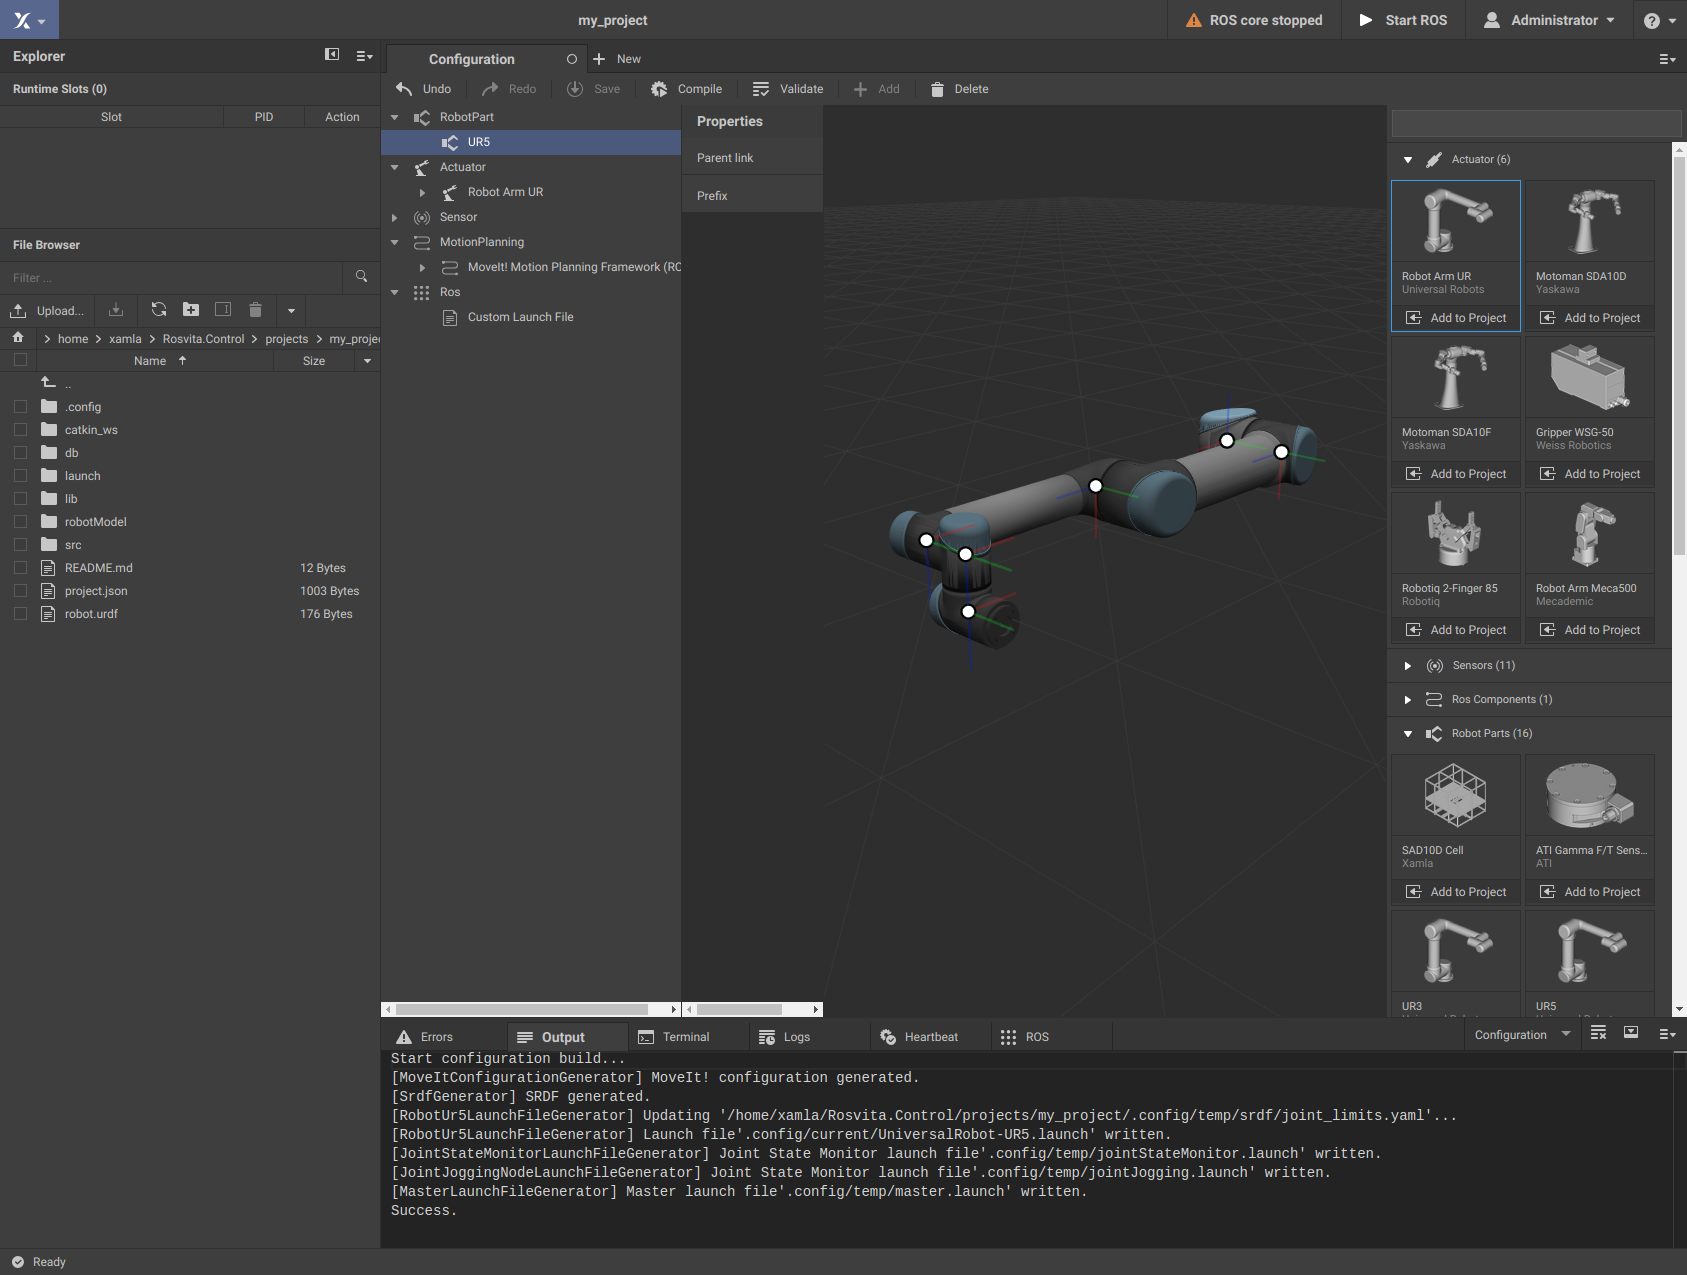 my_project
ROS core stopped
Start ROS
Administrator
Explorer
Runtime Slots (0)
Slot PID Action
File Browser
Filter ...
Upload...
home xamla Rosvita.Control projects my_projec
Name Size
..
.config
catkin_ws
db
launch
lib
robotModel
src
README.md 12 Bytes
project.json 1003 Bytes
robot.urdf 176 Bytes
Configuration
New
Undo Redo Save Compile Validate Add Delete
RobotPart
UR5
Actuator
Robot Arm UR
Sensor
MotionPlanning
MoveIt! Motion Planning Framework (RO
Ros
Custom Launch File
Properties
Parent link
Prefix
Actuator (6)
Robot Arm UR
Universal Robots
Add to Project
Motoman SDA10D
Yaskawa
Add to Project
Motoman SDA10F
Yaskawa
Add to Project
Gripper WSG-50
Weiss Robotics
Add to Project
Robotiq 2-Finger 85
Robotiq
Add to Project
Robot Arm Meca500
Mecademic
Add to Project
Sensors (11)
Ros Components (1)
Robot Parts (16)
SAD10D Cell
Xamla
Add to Project
ATI Gamma F/T Sens...
ATI
Add to Project
UR3
UR5
Errors Output Terminal Logs Heartbeat ROS
Configuration
Start configuration build...
[MoveItConfigurationGenerator] MoveIt! configuration generated.
[SrdfGenerator] SRDF generated.
[RobotUr5LaunchFileGenerator] Updating '/home/xamla/Rosvita.Control/projects/my_project/.config/temp/srdf/joint_limits.yaml'...
[RobotUr5LaunchFileGenerator] Launch file'.config/current/UniversalRobot-UR5.launch' written.
[JointStateMonitorLaunchFileGenerator] Joint State Monitor launch file'.config/temp/jointStateMonitor.launch' written.
[JointJoggingNodeLaunchFileGenerator] Joint State Monitor launch file'.config/temp/jointJogging.launch' written.
[MasterLaunchFileGenerator] Master launch file'.config/temp/master.launch' written.
Success.
Ready